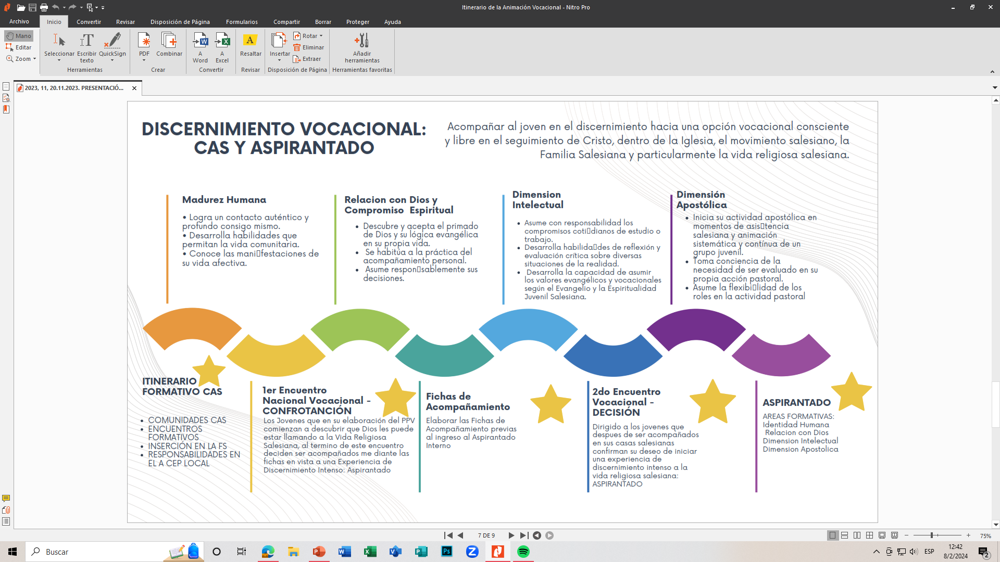 Itinerario de la Animación Vocacional - Nitro Pro
Archivo
Inicio
Convertir
Revisar
Disposición de Página
Formularios
Compartir
Borrar
Proteger
Ayuda
Mano
Editar
Zoom
Seleccionar
Escribir
texto
QuickSign
Herramientas
PDF
Combinar
Crear
A
Word
A
Excel
Convertir
Resaltar
Revisar
Insertar
Rotar
Eliminar
Extraer
Disposición de Página
Añadir
herramientas
Herramientas favoritas
2023, 11, 20.11.2023. PRESENTACIÓ...
DISCERNIMIENTO VOCACIONAL:
CAS Y ASPIRANTADO
Acompañar al joven en el discernimiento hacia una opción vocacional consciente
y libre en el seguimiento de Cristo, dentro de la Iglesia, el movimiento salesiano, la
Familia Salesiana y particularmente la vida religiosa salesiana.
Madurez Humana
• Logra un contacto auténtico y
profundo consigo mismo.
• Desarrolla habilidades que
permitan la vida comunitaria.
• Conoce las mani▯festaciones de
su vida afectiva.
Relacion con Dios y
Compromiso Espiritual
• Descubre y acepta el primado
de Dios y su lógica evangélica
en su propia vida.
• Se habitúa a la práctica del
acompañamiento personal.
• Asume respon▯sablemente sus
decisiones.
Dimension
Intelectual
• Asume con responsabilidad los
compromisos coti▯dianos de estudio o
trabajo.
• Desarrolla habilida▯des de reflexión y
evaluación crítica sobre diversas
situaciones de la realidad.
• Desarrolla la capacidad de asumir
los valores evangélicos y vocacionales
según el Evangelio y la Espiritualidad
Juvenil Salesiana.
Dimensión
Apostólica
• Inicia su actividad apostólica en
momentos de asis▯tencia
salesiana y animación
sistemática y contínua de un
grupo juvenil.
• Toma conciencia de la
necesidad de ser evaluado en su
propia acción pastoral.
• Asume la flexibi▯lidad de los
roles en la actividad pastoral
ITINERARIO
FORMATIVO CAS
• COMUNIDADES CAS
• ENCUENTROS
FORMATIVOS
• INSERCIÓN EN LA FS
• RESPONSABILIDADES EN
EL A CEP LOCAL
1er Encuentro
Nacional Vocacional -
CONFROTANCIÓN
Los Jovenes que en su elaboración del PPV
comienzan a descubrir que Dios les puede
estar llamando a la Vida Religiosa
Salesiana, al termino de este encuentro
deciden ser acompañados me diante las
fichas en vista a una Experiencia de
Discernimiento Intenso: Aspirantado
Fichas de
Acompañamiento
Elaborar las Fichas de
Acompañamiento previas
al ingreso al Aspirantado
Interno
2do Encuentro
Vocacional -
DECISIÓN
Dirigido a los jovenes que
despues de ser acompañados
en sus casas salesianas
confirman su deseo de iniciar
una experiencia de
discernimiento intenso a la
vida religiosa salesiana:
ASPIRANTADO
ASPIRANTADO
AREAS FORMATIVAS:
Identidad Humana
Relacion con Dios
Dimension Intelectual
Dimension Apostolica
7 DE 9
75%
Buscar
ESP
12:42
8/2/2024
2